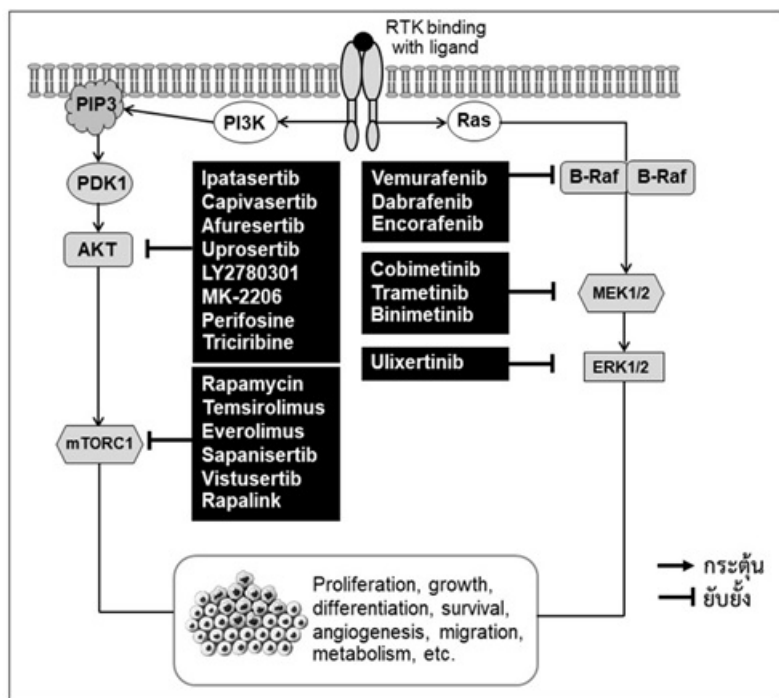 RTK binding
with ligand
PIP3
PI3K
Ras
PDK1
AKT
mTORC1
Ipatasertib
Capivasertib
Afuresertib
Uprosertib
LY2780301
MK-2206
Perifosine
Triciribine
Rapamycin
Temsirolimus
Everolimus
Sapanisertib
Vistusertib
Rapalink
Vemurafenib
Dabrafenib
Encorafenib
Cobimetinib
Trametinib
Binimetinib
Ulixertinib
B-Raf B-Raf
MEK1/2
ERK1/2
Proliferation, growth,
differentiation, survival,
angiogenesis, migration,
metabolism, etc.
กระตุ้น
ยับยั้ง